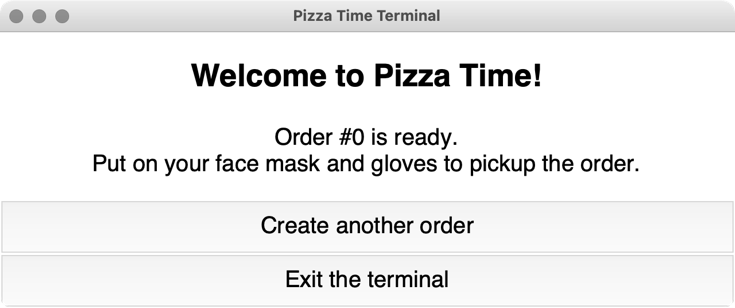 Pizza Time Terminal
Welcome to Pizza Time!
Order #0 is ready.
Put on your face mask and gloves to pickup the order.
Create another order
Exit the terminal